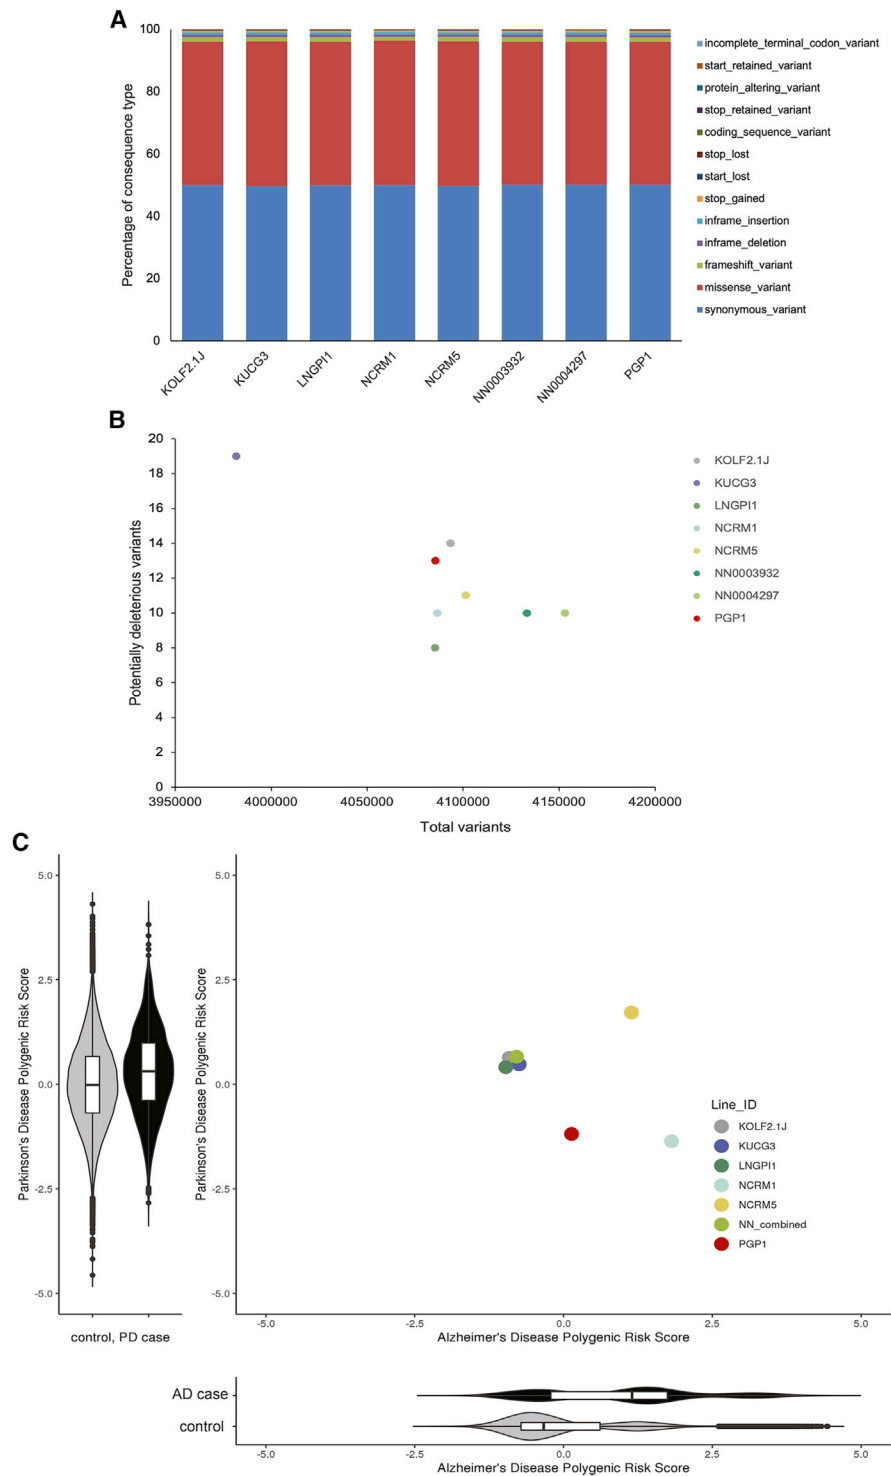 A
Percentage of consequence type
100
80
60
40
20
0
KOLF2.1J
KUCG3
LNGPI1
NCRM1
NCRM5
NN0003932
NN0004297
PGP1
incomplete_terminal_codon_variant
start_retained_variant
protein_altering_variant
stop_retained_variant
coding_sequence_variant
stop_lost
start_lost
stop_gained
inframe_insertion
inframe_deletion
frameshift_variant
missense_variant
synonymous_variant
B
Potentially deleterious variants
20
18
16
14
12
10
8
6
4
2
0
3950000
4000000
4050000
4100000
4150000
4200000
Total variants
KOLF2.1J
KUCG3
LNGPI1
NCRM1
NCRM5
NN0003932
NN0004297
PGP1
C
Parkinson's Disease Polygenic Risk Score
5.0
2.5
0.0
-2.5
-5.0
control, PD case
Parkinson's Disease Polygenic Risk Score
5.0
2.5
0.0
-2.5
-5.0
-5.0
-2.5
0.0
2.5
5.0
Alzheimer's Disease Polygenic Risk Score
Line_ID
KOLF2.1J
KUCG3
LNGPI1
NCRM1
NCRM5
NN_combined
PGP1
AD case
control
-5.0
-2.5
0.0
2.5
5.0
Alzheimer's Disease Polygenic Risk Score